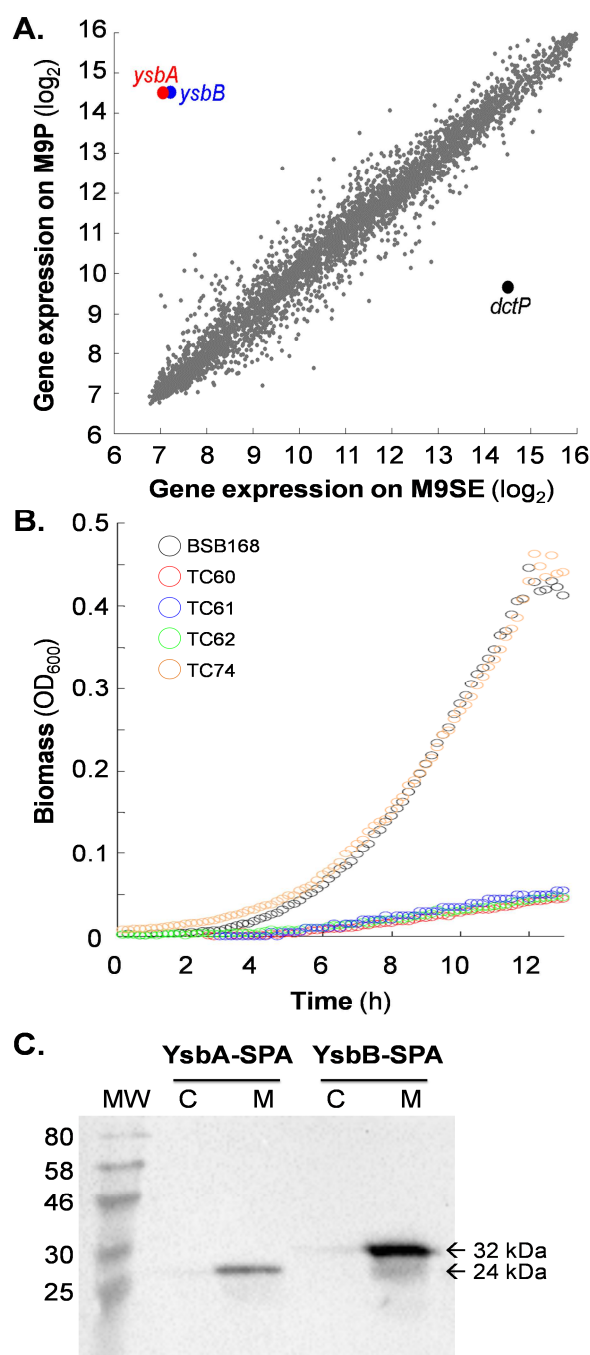 A.
Gene expression on M9P (log2)
16
15
14
13
12
11
10
9
8
7
6
ysbA
ysbB
dctP
6 7 8 9 10 11 12 13 14 15 16
Gene expression on M9SE (log2)
B.
Biomass (OD600)
0.5
0.4
0.3
0.2
0.1
0
BSB168
TC60
TC61
TC62
TC74
0 2 4 6 8 10 12
Time (h)
C.
YsbA-SPA YsbB-SPA
MW C M C M
80
58
46
30
25
← 32 kDa
← 24 kDa